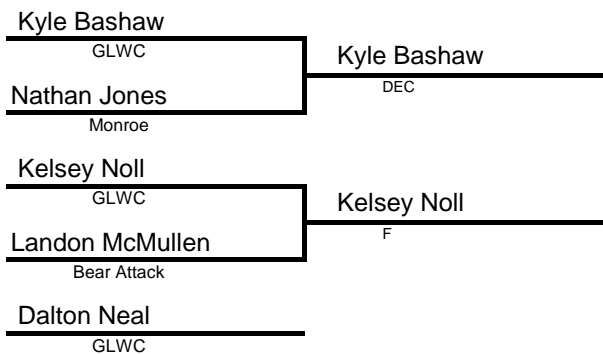 Kyle Bashaw
GLWC
Kyle Bashaw
DEC
Nathan Jones
Monroe
Kelsey Noll
GLWC
Kelsey Noll
F
Landon McMullen
Bear Attack
Dalton Neal
GLWC